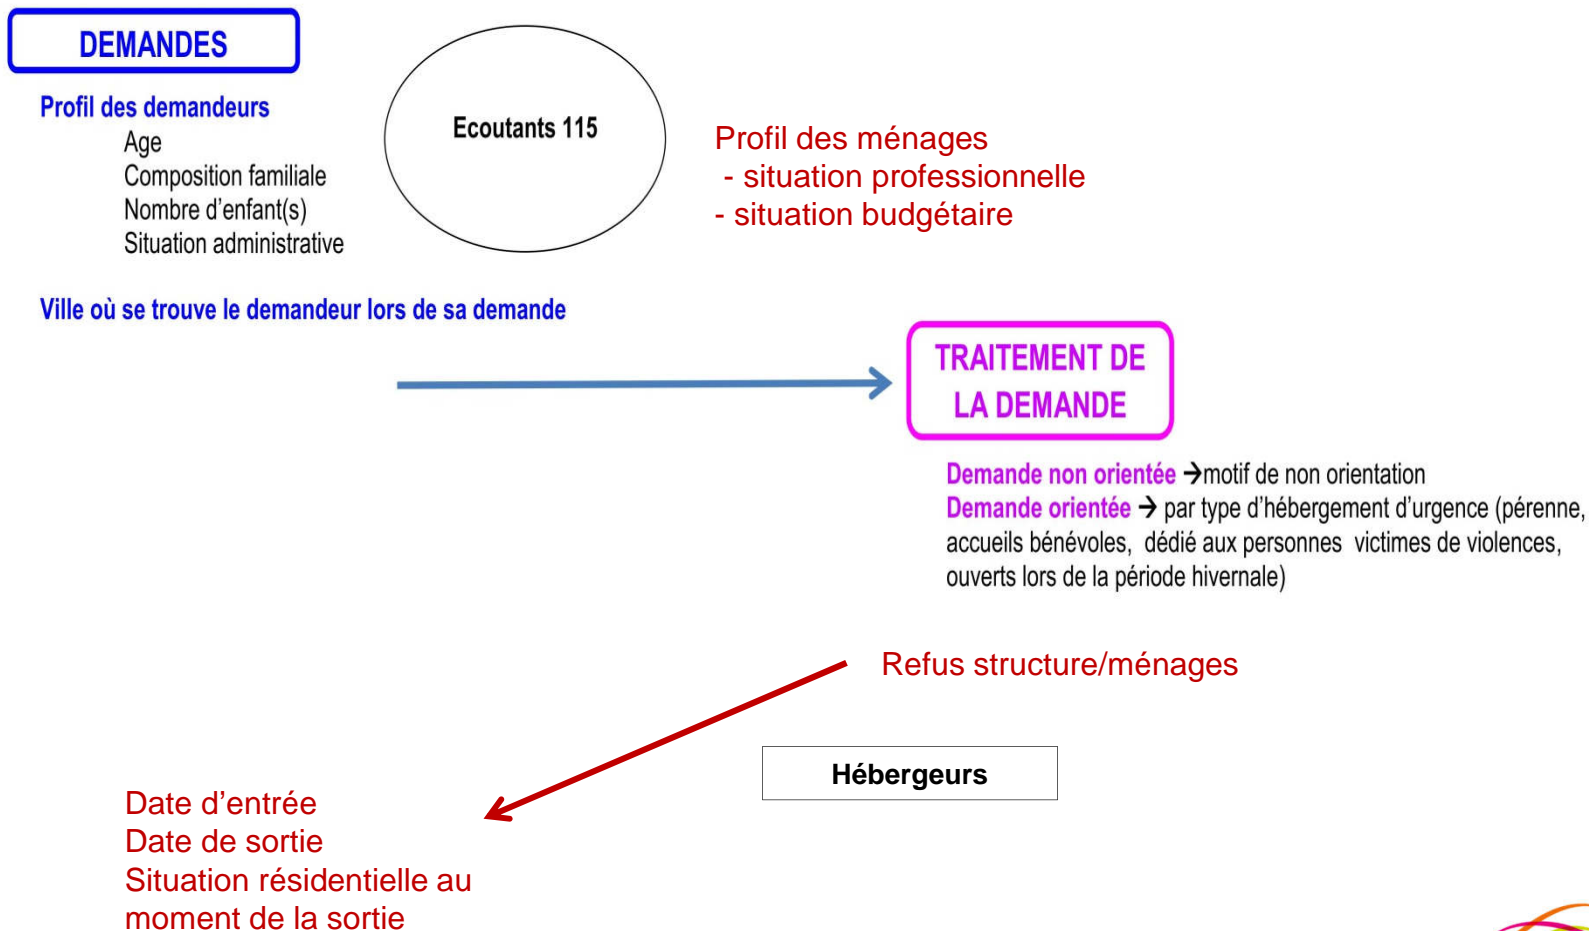 DEMANDES
Profil des demandeurs
Age
Composition familiale
Nombre d’enfant(s)
Situation administrative
Ecoutants 115
Profil des ménages
- situation professionnelle
- situation budgétaire
Ville où se trouve le demandeur lors de sa demande
TRAITEMENT DE
LA DEMANDE
Demande non orientée →motif de non orientation
Demande orientée → par type d’hébergement d’urgence (pérenne,
accueils bénévoles, dédié aux personnes victimes de violences,
ouverts lors de la période hivernale)
Refus structure/ménages
Hébergeurs
Date d’entrée
Date de sortie
Situation résidentielle au
moment de la sortie